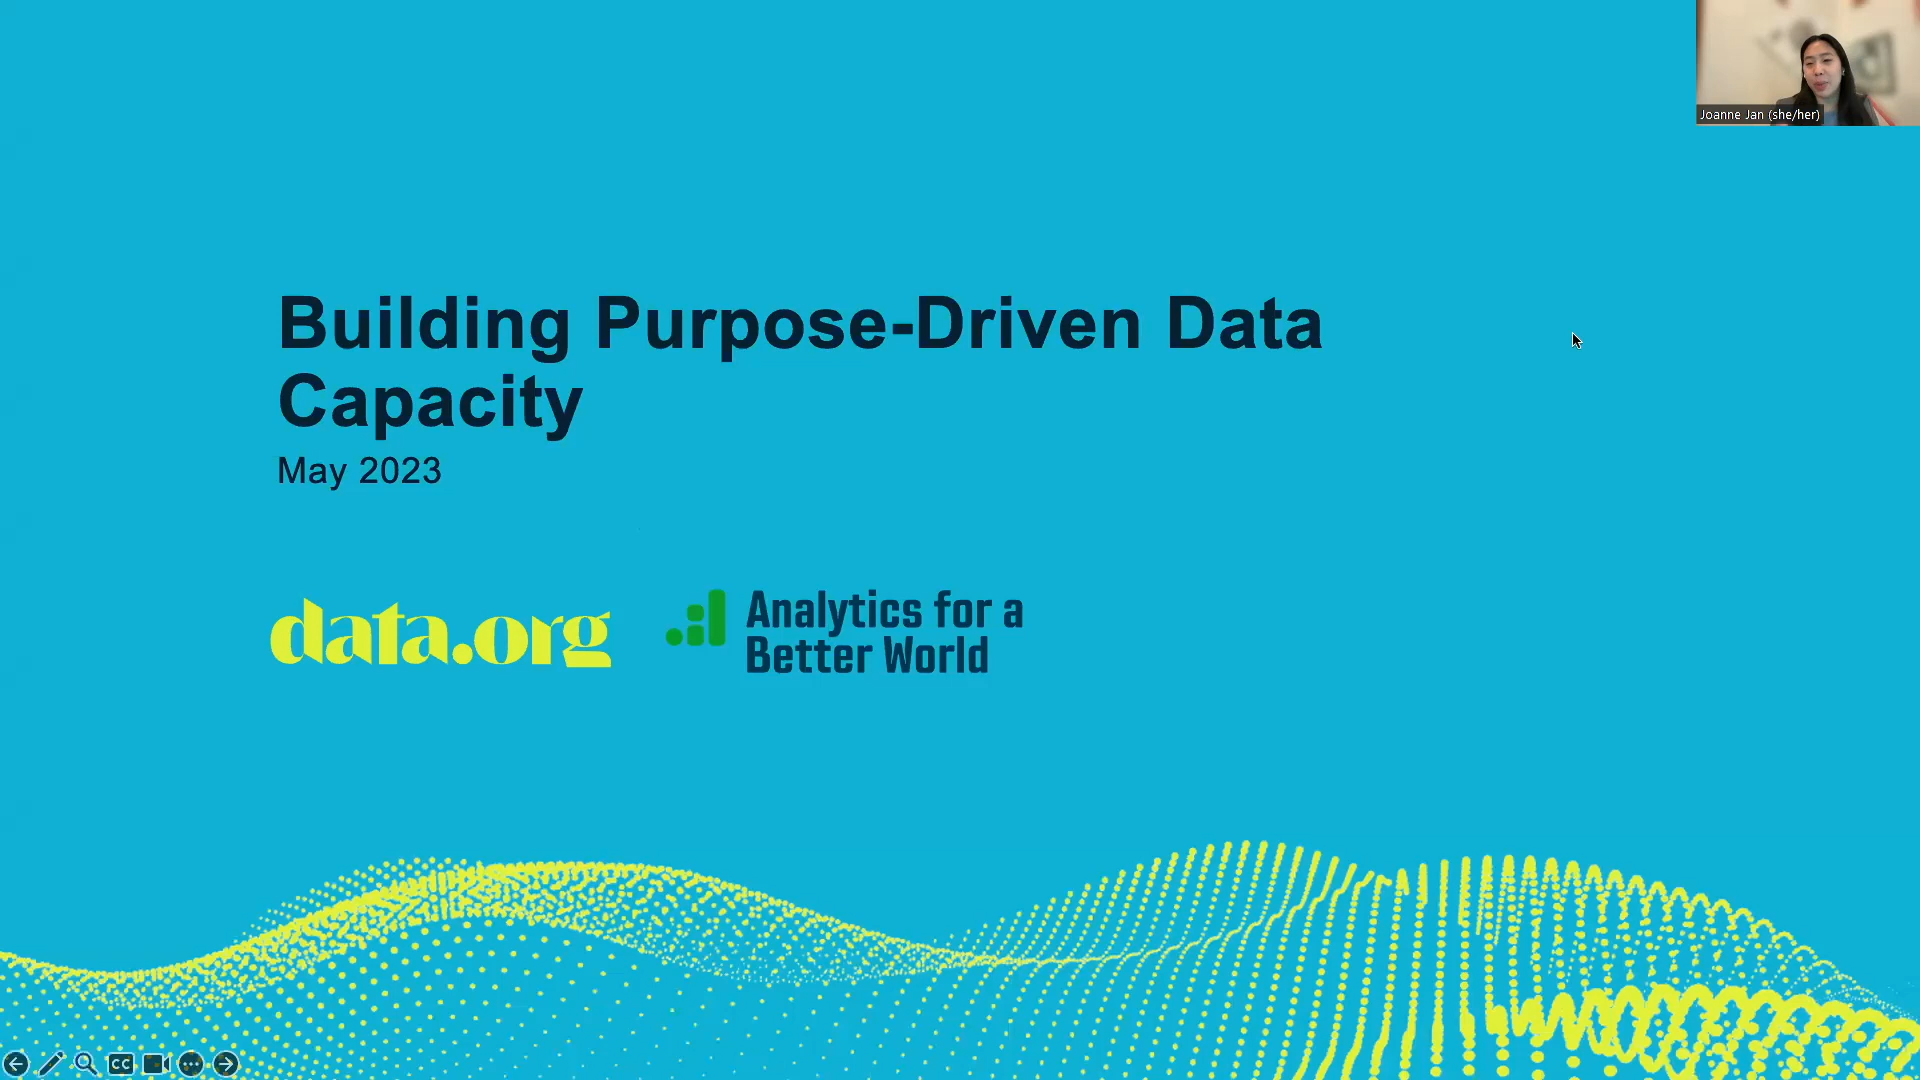 Joanne Jan (she/her)
Building Purpose-Driven Data
Capacity
May 2023
data.org
Analytics for a
Better World
CC